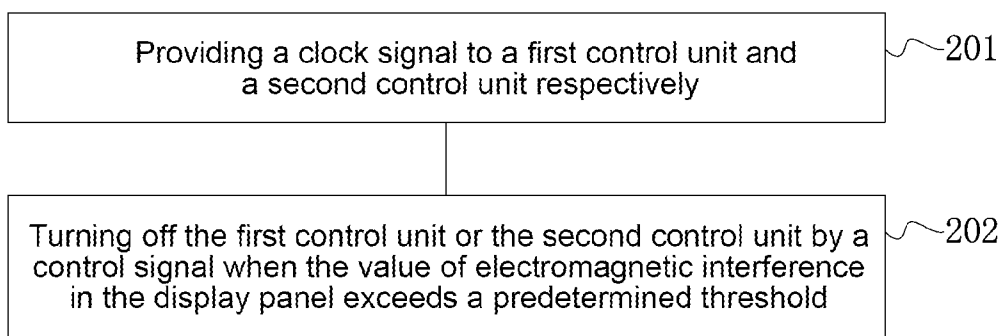 Providing a clock signal to a first control unit and
a second control unit respectively
201
Turning off the first control unit or the second control unit by a
control signal when the value of electromagnetic interference
in the display panel exceeds a predetermined threshold
202